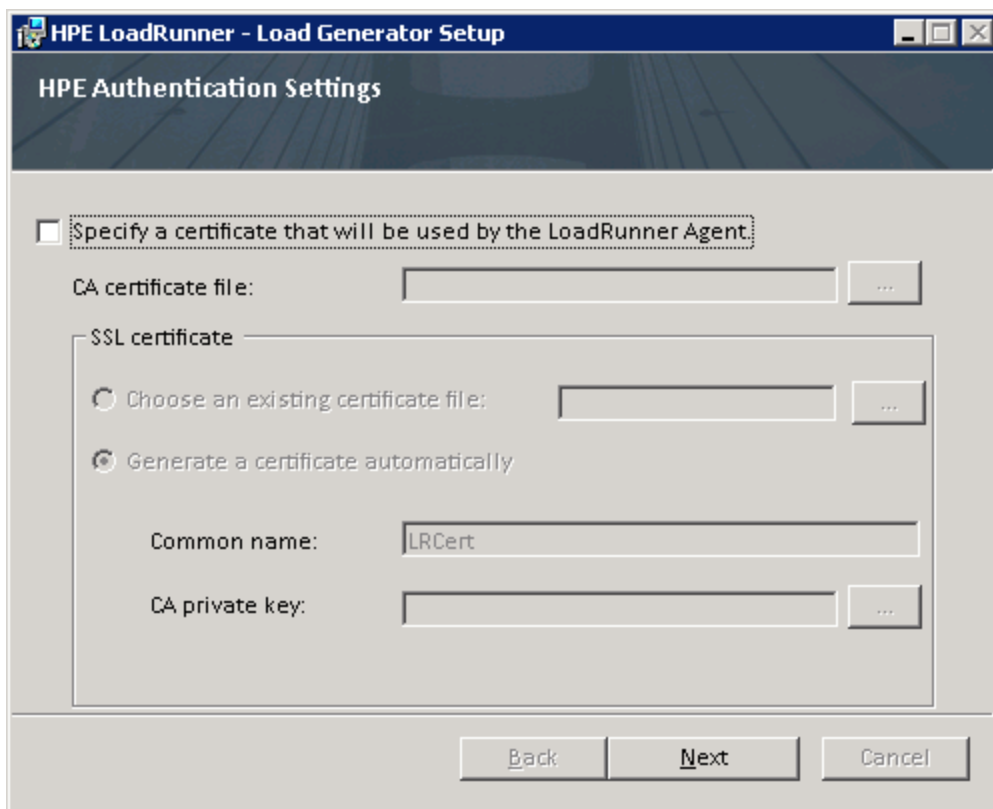 HPE LoadRunner - Load Generator Setup
HPE Authentication Settings
Specify a certificate that will be used by the LoadRunner Agent.
CA certificate file:
...
SSL certificate
Choose an existing certificate file:
...
Generate a certificate automatically
Common name:
LRCert
CA private key:
...
Back
Next
Cancel